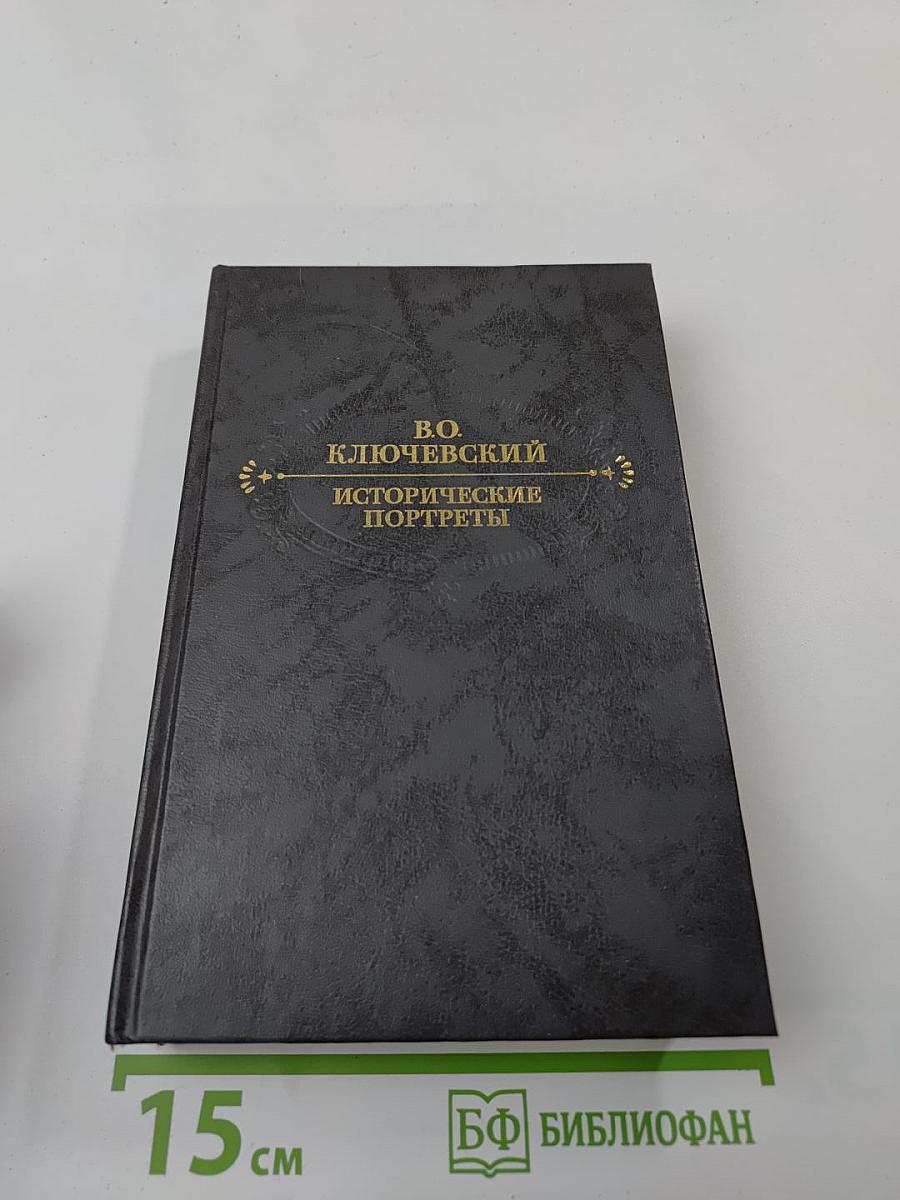 В.О.
КЛЮЧЕВСКИЙ
ИСТОРИЧЕСКИЕ
ПОРТРЕТЫ
15 см
БФ БИБЛИОФАН